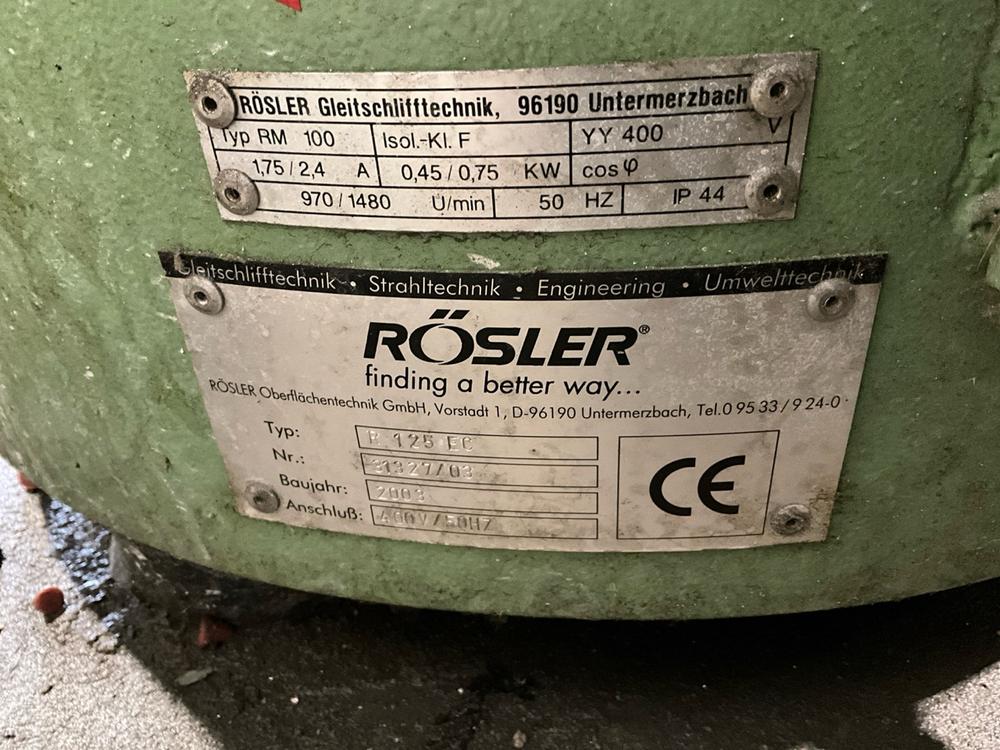 RÖSLER Gleitschlifftechnik, 96190 Untermerzbach
Typ RM 100 Isol.-Kl. F YY 400 V
1,75/2,4 A 0,45/0,75 KW cos φ
970/1480 U/min 50 HZ IP 44
Gleitschlifftechnik • Strahltechnik • Engineering • Umwelttechnik
RÖSLER®
finding a better way...
RÖSLER Oberflächentechnik GmbH, Vorstadt 1, D-96190 Untermerzbach, Tel.0 95 33/9 24-0
Typ: R 125 EC
Nr.: 31327/03
Baujahr: 2003
Anschluß: 400V/50HZ
CE